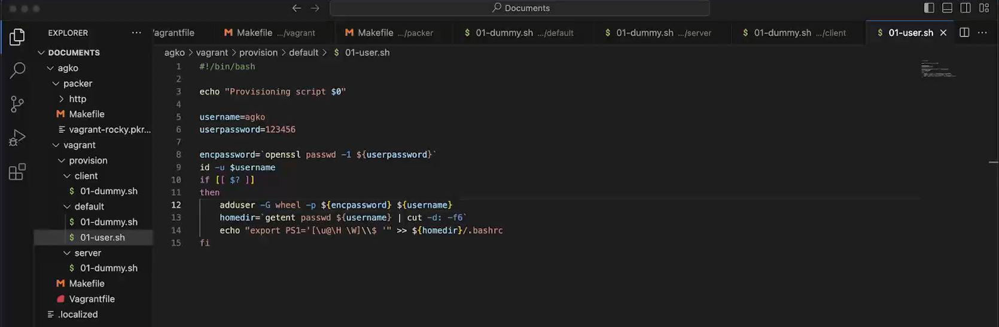 Documents
EXPLORER ...
Vagrantfile
Makefile .../vagrant
Makefile .../packer
$ 01-dummy.sh .../default
$ 01-dummy.sh .../server
$ 01-dummy.sh .../client
$ 01-user.sh
DOCUMENTS
agko
packer
http
Makefile
vagrant-rocky.pkr...
vagrant
provision
client
$ 01-dummy.sh
default
$ 01-dummy.sh
$ 01-user.sh
server
$ 01-dummy.sh
Makefile
Vagrantfile
.localized
agko > vagrant > provision > default > $ 01-user.sh
1 #!/bin/bash
2
3 echo "Provisioning script $0"
4
5 username=agko
6 userpassword=123456
7
8 encpassword=`openssl passwd -1 ${userpassword}`
9 id -u $username
10 if [[ $? ]]
11 then
12 adduser -G wheel -p ${encpassword} ${username}
13 homedir=`getent passwd ${username} | cut -d: -f6`
14 echo "export PS1='[\u@\H \W]\\$ '" >> ${homedir}/.bashrc
15 fi